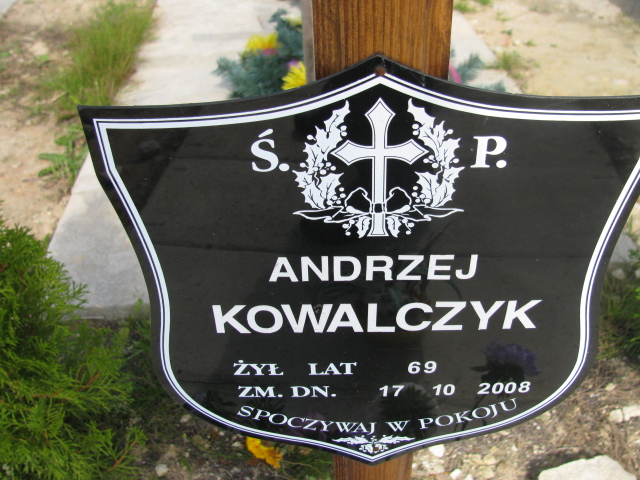 Ś. P.
ANDRZEJ
KOWALCZYK
ŻYŁ LAT 69
ZM. DN. 17 10 2008
SPOCZYWAJ W POKOJU